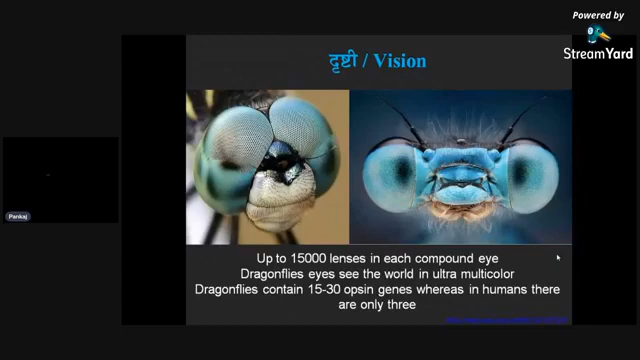 Powered by
StreamYard
दृष्टी / Vision
Up to 15000 lenses in each compound eye
Dragonflies eyes see the world in ultra multicolor
Dragonflies contain 15-30 opsin genes whereas in humans there
are only three
Pankaj